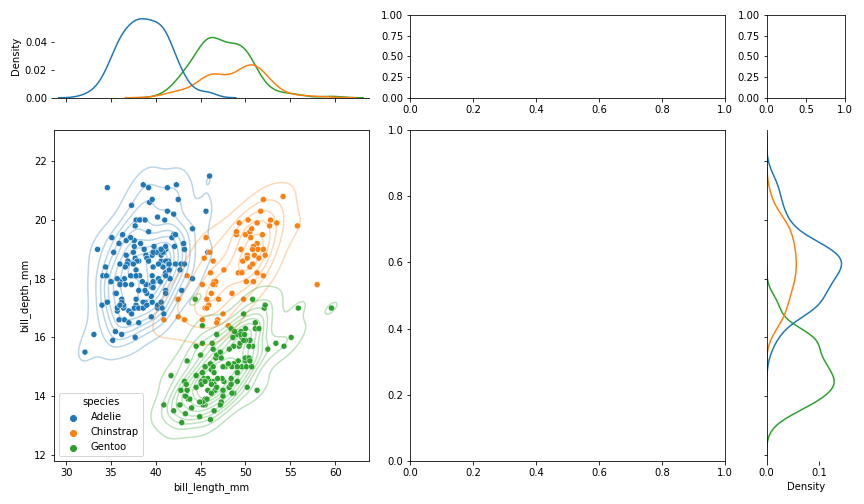 Density
0.04
0.02
0.00
30 35 40 45 50 55 60
1.00
0.75
0.50
0.25
0.00
0.0 0.2 0.4 0.6 0.8 1.0
1.00
0.75
0.50
0.25
0.00
0.0 0.5 1.0
bill_depth_mm
22
20
18
16
14
12
species
Adelie
Chinstrap
Gentoo
bill_length_mm
1.0
0.8
0.6
0.4
0.2
0.0
0.0 0.2 0.4 0.6 0.8 1.0
0.0 0.1
Density